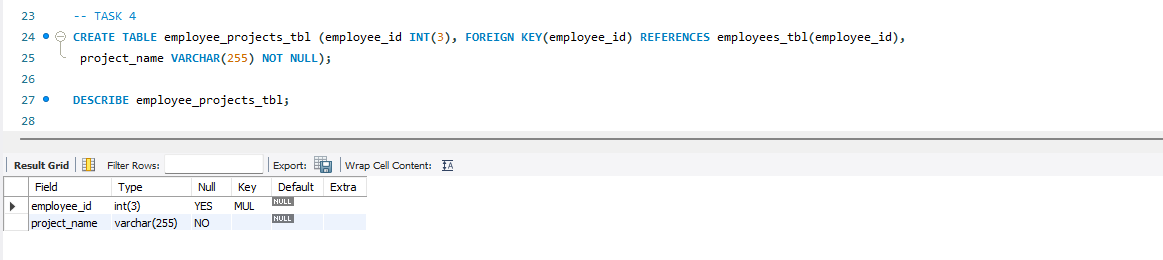 23 -- TASK 4
24 CREATE TABLE employee_projects_tbl (employee_id INT(3), FOREIGN KEY(employee_id) REFERENCES employees_tbl(employee_id),
25 project_name VARCHAR(255) NOT NULL);
26
27 DESCRIBE employee_projects_tbl;
28
Result Grid Filter Rows: Export: Wrap Cell Content: IA
Field Type Null Key Default Extra
employee_id int(3) YES MUL NULL
project_name varchar(255) NO NULL